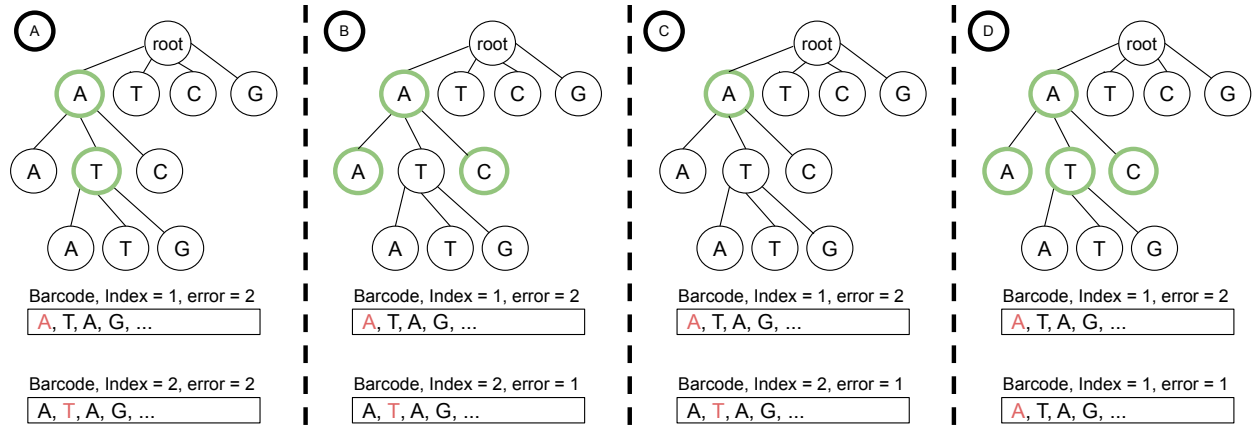 A
root
A T C G
A T C
A T G
Barcode, Index = 1, error = 2
A, T, A, G, ...
Barcode, Index = 2, error = 2
A, T, A, G, ...
B
root
A T C G
A T C
A T G
Barcode, Index = 1, error = 2
A, T, A, G, ...
Barcode, Index = 2, error = 1
A, T, A, G, ...
C
root
A T C G
A T C
A T G
Barcode, Index = 1, error = 2
A, T, A, G, ...
Barcode, Index = 2, error = 1
A, T, A, G, ...
D
root
A T C G
A T C
A T G
Barcode, Index = 1, error = 2
A, T, A, G, ...
Barcode, Index = 1, error = 1
A, T, A, G, ...